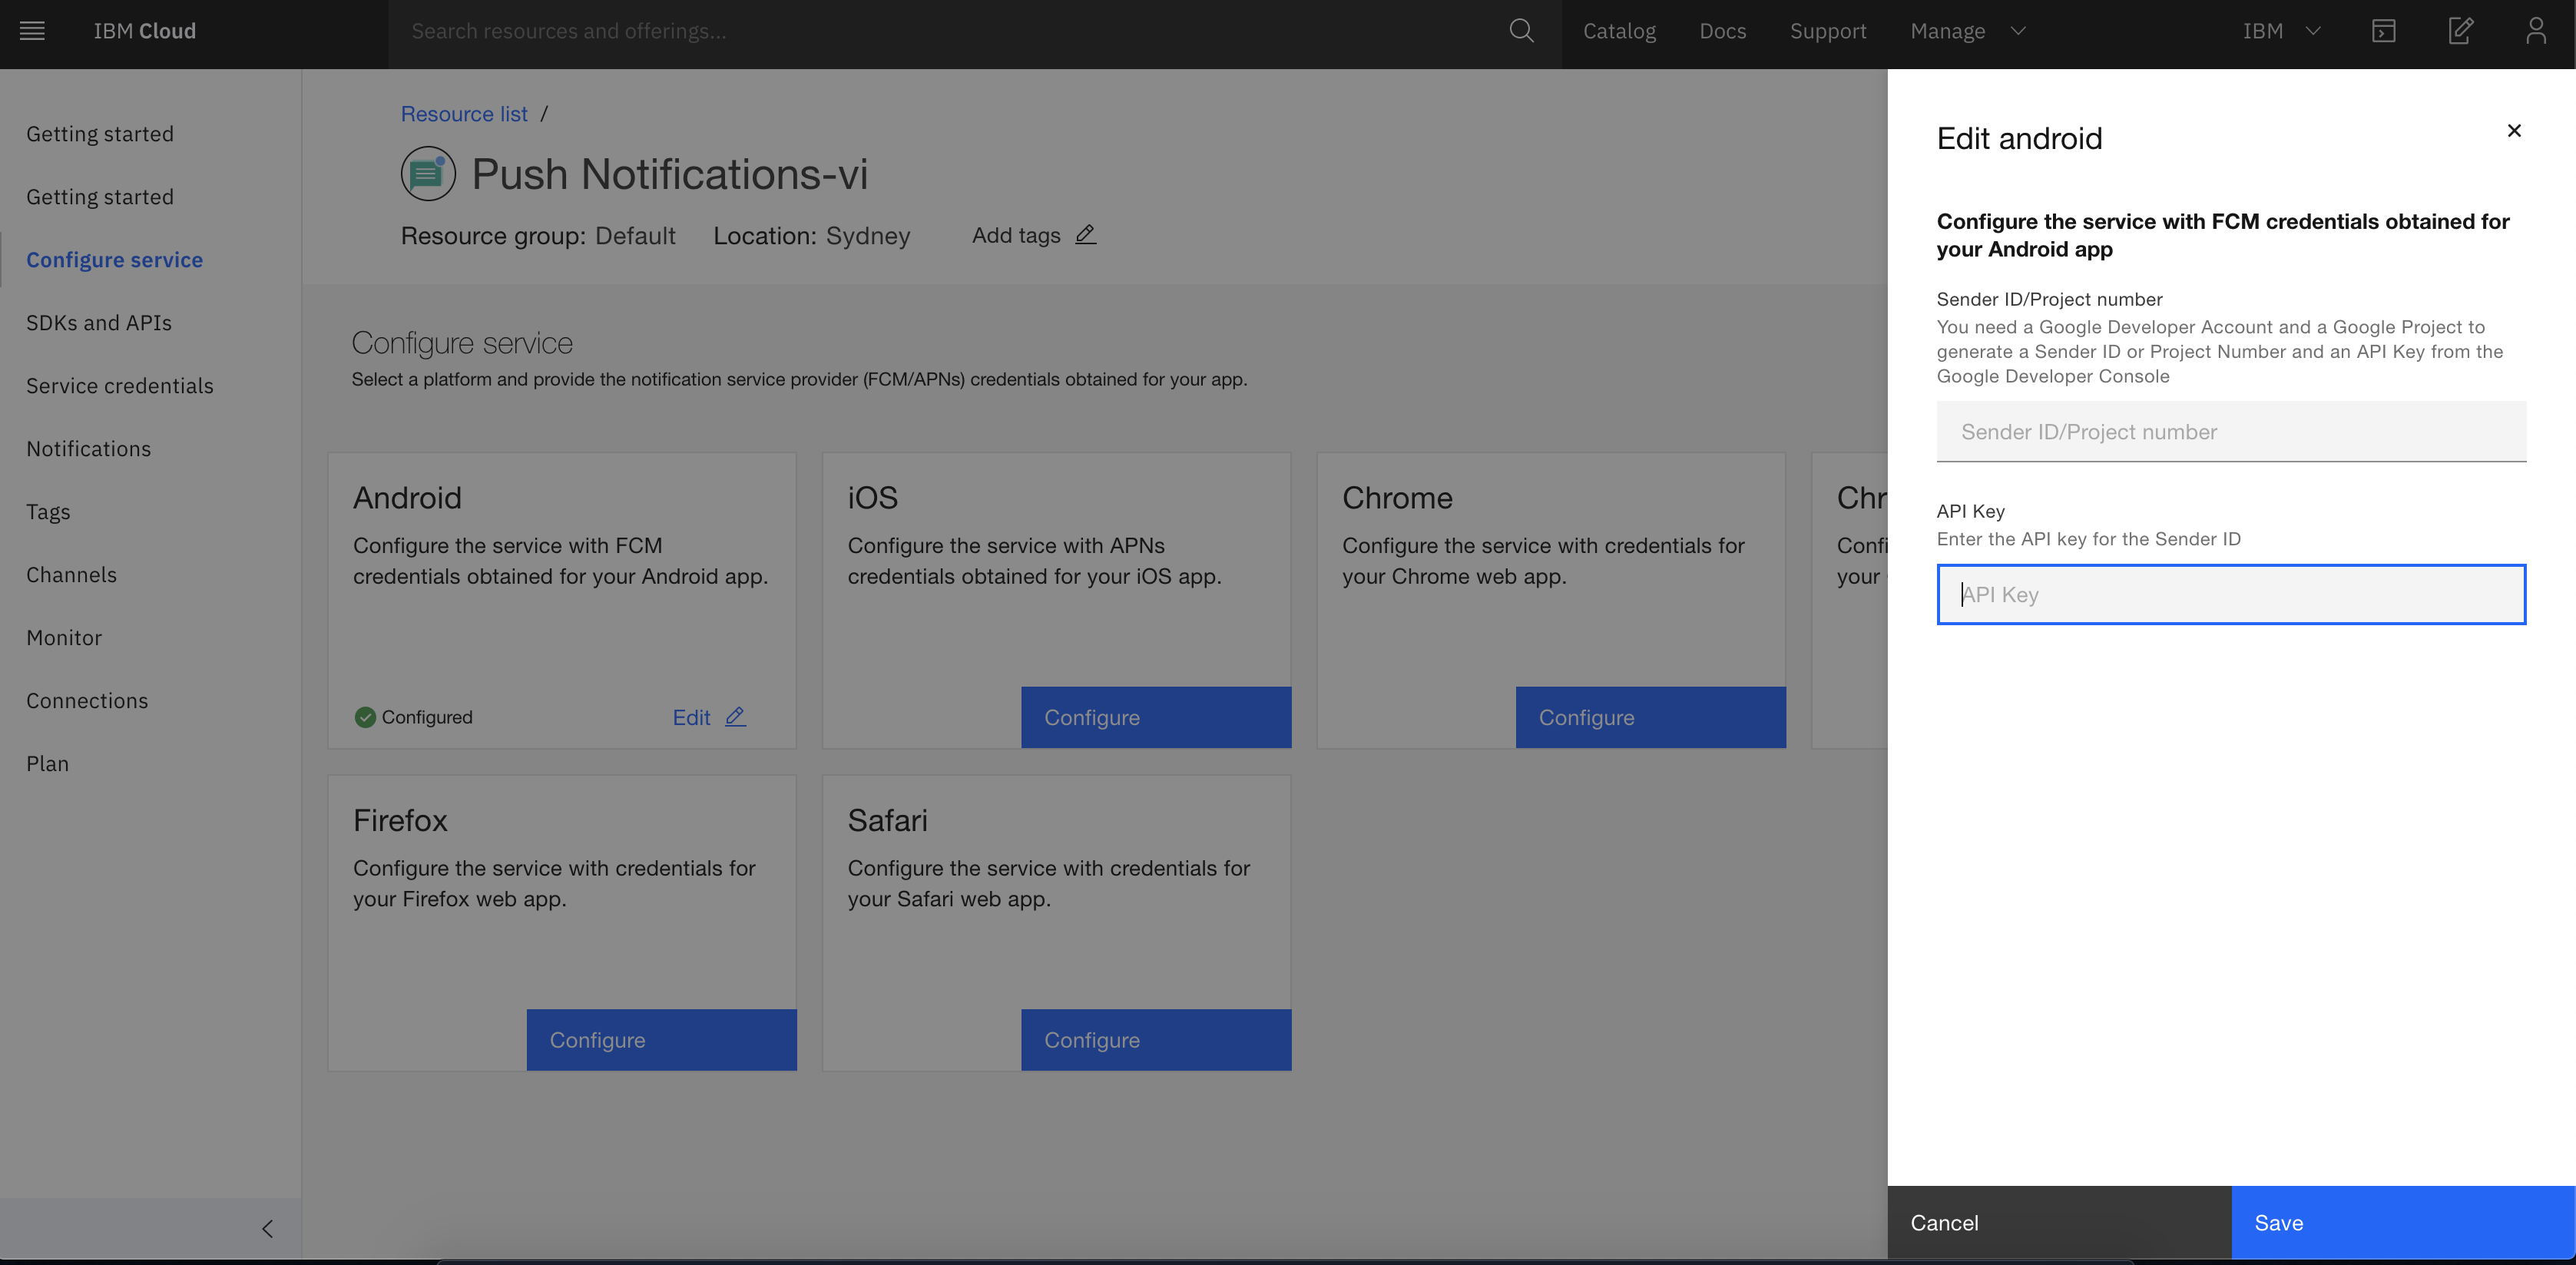 IBM Cloud
Search resources and offerings...
Catalog
Docs
Support
Manage
IBM
Getting started
Getting started
Configure service
SDKs and APIs
Service credentials
Notifications
Tags
Channels
Monitor
Connections
Plan
Resource list /
Push Notifications-vi
Resource group: Default Location: Sydney Add tags
Configure service
Select a platform and provide the notification service provider (FCM/APNs) credentials obtained for your app.
Android
Configure the service with FCM
credentials obtained for your Android app.
Configured
Edit
iOS
Configure the service with APNs
credentials obtained for your iOS app.
Configure
Chrome
Configure the service with credentials for
your Chrome web app.
Configure
Chr
Confi
your
Firefox
Configure the service with credentials for
your Firefox web app.
Configure
Safari
Configure the service with credentials for
your Safari web app.
Configure
Edit android
Configure the service with FCM credentials obtained for
your Android app
Sender ID/Project number
You need a Google Developer Account and a Google Project to
generate a Sender ID or Project Number and an API Key from the
Google Developer Console
Sender ID/Project number
API Key
Enter the API key for the Sender ID
API Key
Cancel
Save